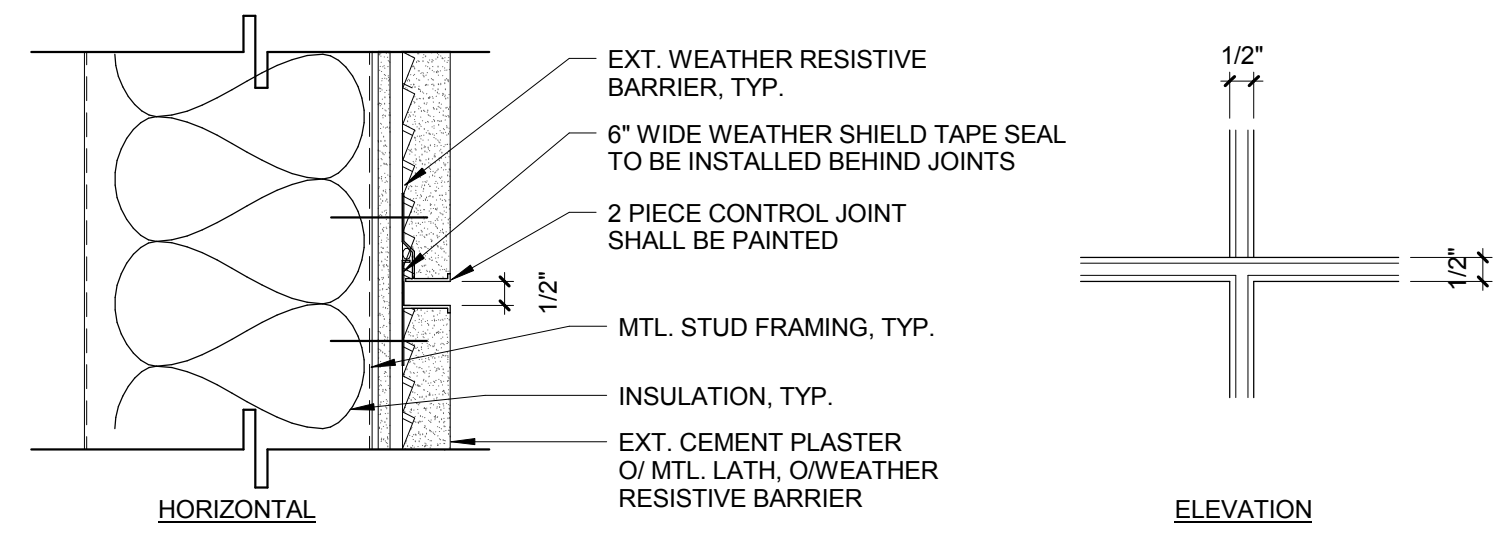 EXT. WEATHER RESISTIVE
BARRIER, TYP.
6" WIDE WEATHER SHIELD TAPE SEAL
TO BE INSTALLED BEHIND JOINTS
2 PIECE CONTROL JOINT
SHALL BE PAINTED
1/2"
MTL. STUD FRAMING, TYP.
INSULATION, TYP.
EXT. CEMENT PLASTER
O/ MTL. LATH, O/WEATHER
RESISTIVE BARRIER
HORIZONTAL
1/2"
1/2"
ELEVATION